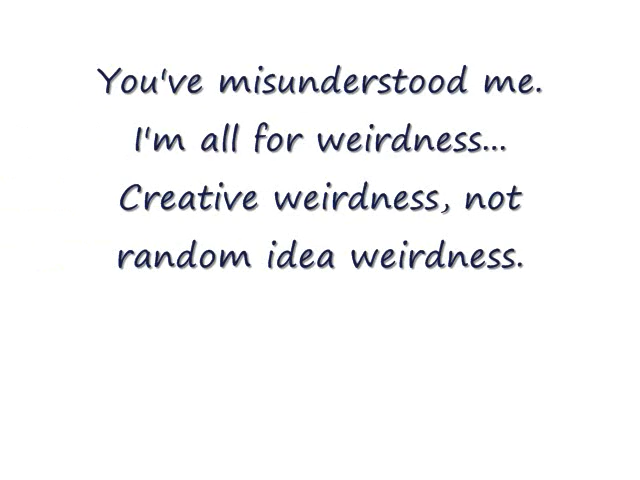 You've misunderstood me.
I'm all for weirdness...
Creative weirdness, not
random idea weirdness.